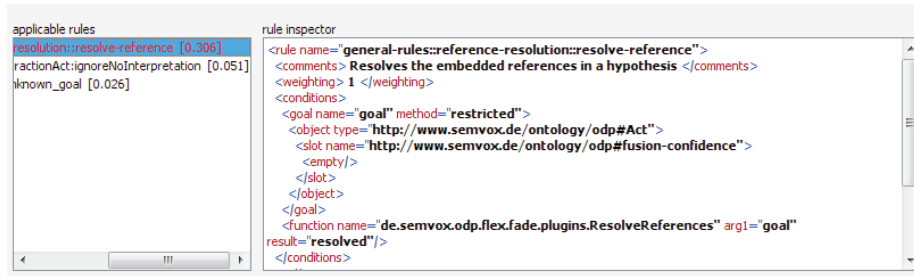 applicable rules
resolution::resolve-reference [0.306]
ractionAct:ignoreNoInterpretation [0.051]
nknown_goal [0.026]
rule inspector
<rule name="general-rules::reference-resolution::resolve-reference">
<comments> Resolves the embedded references in a hypothesis </comments>
<weighting> 1 </weighting>
<conditions>
<goal name="goal" method="restricted">
<object type="http://www.semvox.de/ontology/odp#Act">
<slot name="http://www.semvox.de/ontology/odp#fusion-confidence">
<empty/>
</slot>
</object>
</goal>
<function name="de.semvox.odp.flex.fade.plugins.ResolveReferences" arg1="goal"
result="resolved"/>
</conditions>